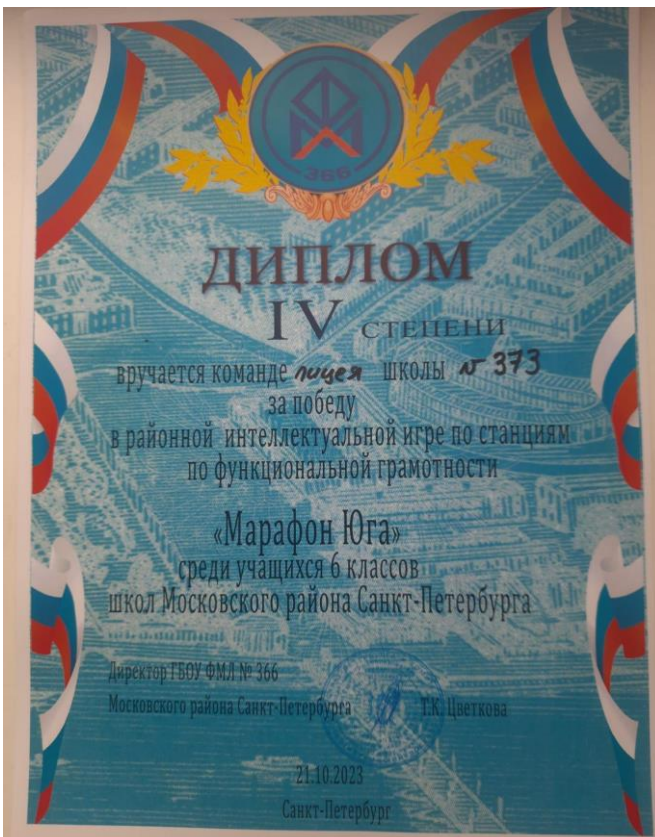 ФМ
366
ДИПЛОМ
IV СТЕПЕНИ
вручается команде лицея школы № 373
за победу
в районной интеллектуальной игре по станциям
по функциональной грамотности
«Марафон Юга»
среди учащихся 6 классов
школ Московского района Санкт-Петербурга
Директор ГБОУ ФМЛ № 366
Московского района Санкт-Петербурга Т.К. Цветкова
21.10.2023
Санкт-Петербург